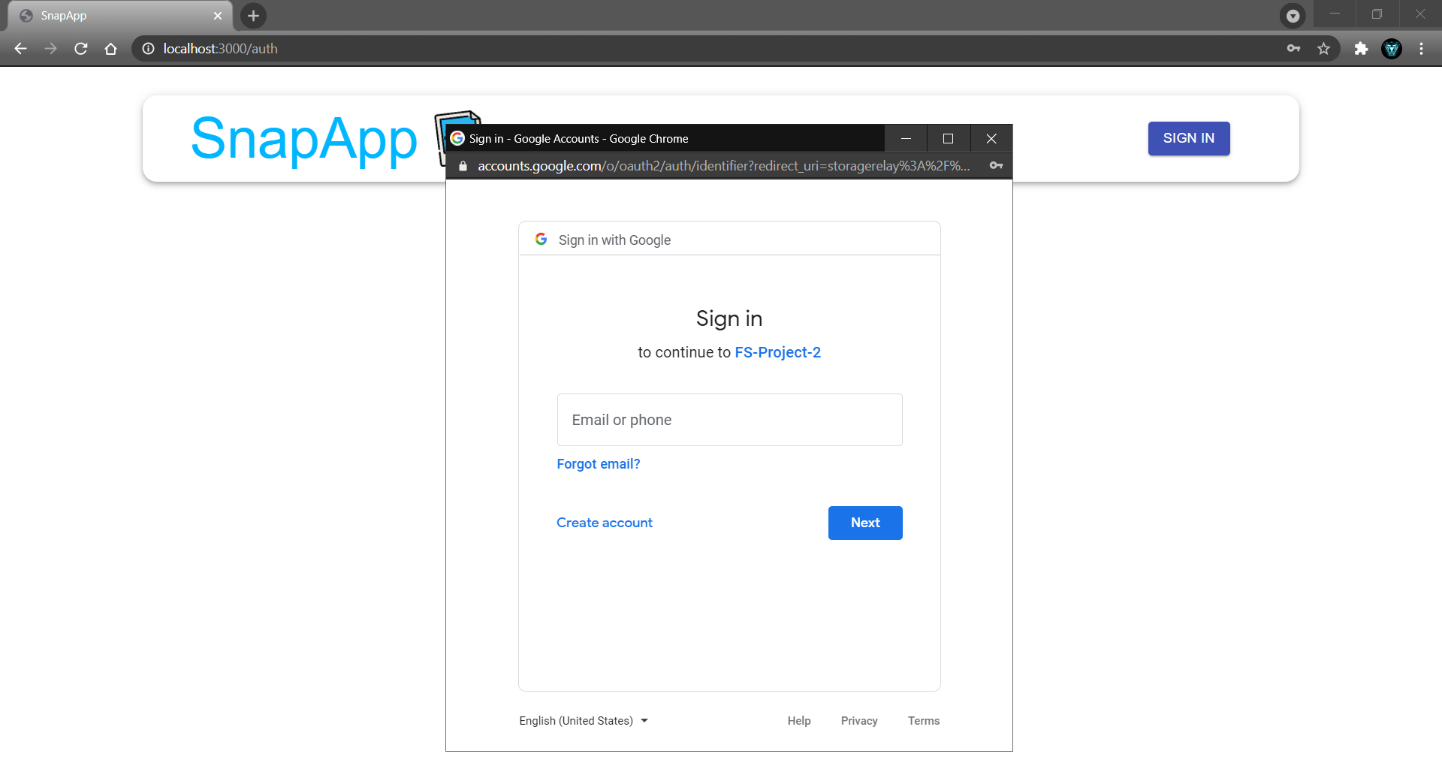 SnapApp
localhost:3000/auth
SnapApp
SIGN IN
Sign in - Google Accounts - Google Chrome
accounts.google.com/o/oauth2/auth/identifier?redirect_uri=storagerelay%3A%2F%...
Sign in with Google
Sign in
to continue to FS-Project-2
Email or phone
Forgot email?
Create account
Next
English (United States)
Help Privacy Terms